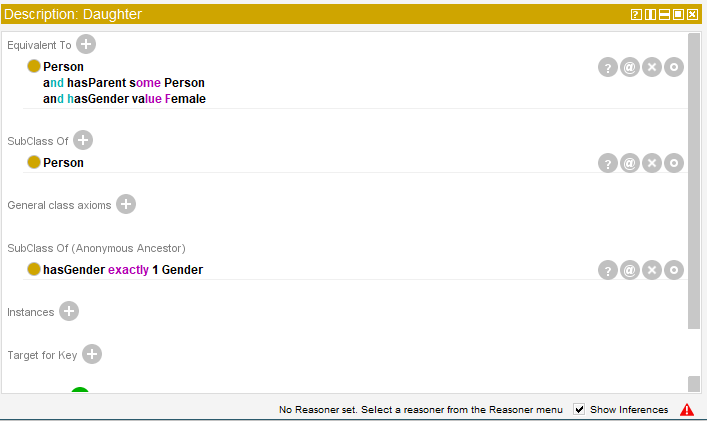 Description: Daughter
Equivalent To
Person
and hasParent some Person
and hasGender value Female
SubClass Of
Person
General class axioms
SubClass Of (Anonymous Ancestor)
hasGender exactly 1 Gender
Instances
Target for Key
No Reasoner set. Select a reasoner from the Reasoner menu Show Inferences